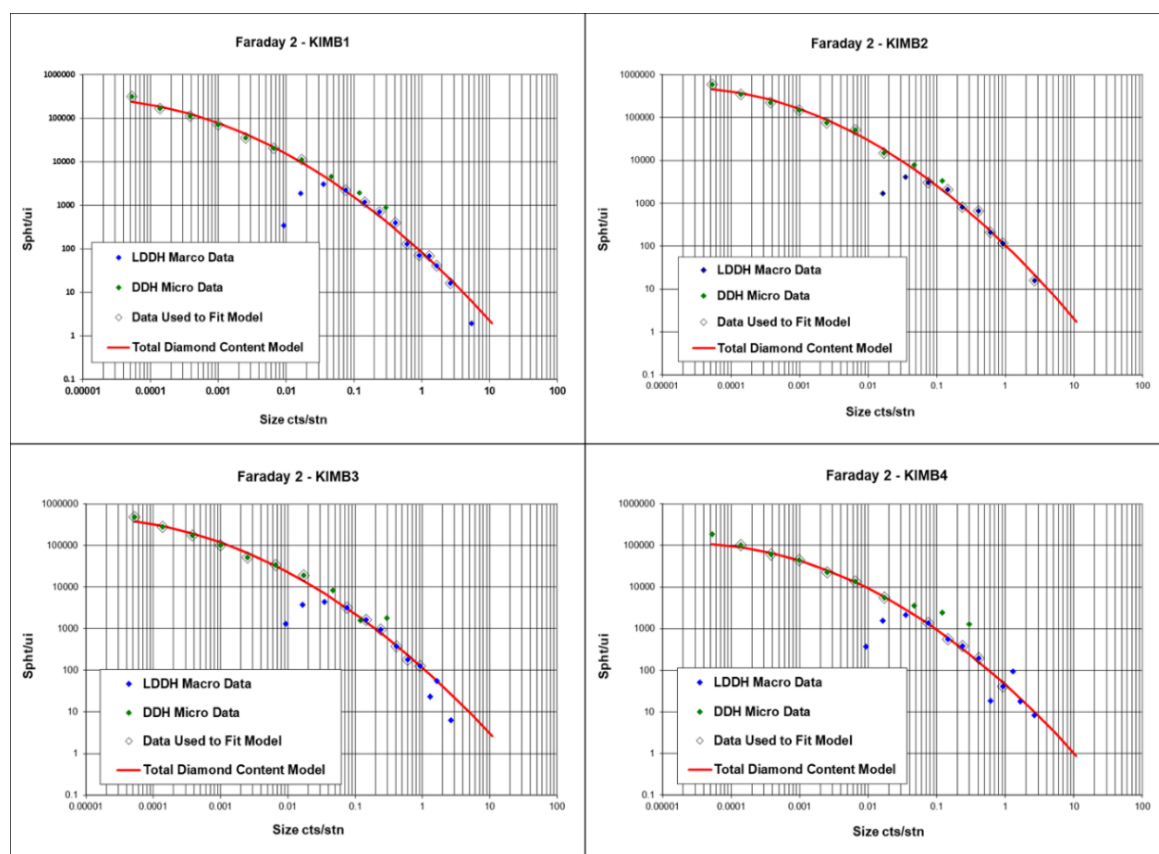 Faraday 2 - KIMB1
1000000
100000
10000
1000
100
10
1
0.1
Spht/ui
LDDH Marco Data
DDH Micro Data
Data Used to Fit Model
Total Diamond Content Model
0.00001 0.0001 0.001 0.01 0.1 1 10 100
Size cts/stn
Faraday 2 - KIMB2
1000000
100000
10000
1000
100
10
1
0.1
Spht/ui
LDDH Macro Data
DDH Micro Data
Data Used to Fit Model
Total Diamond Content Model
0.00001 0.0001 0.001 0.01 0.1 1 10 100
Size cts/stn
Faraday 2 - KIMB3
1000000
100000
10000
1000
100
10
1
0.1
Spht/ui
LDDH Macro Data
DDH Micro Data
Data Used to Fit Model
Total Diamond Content Model
0.00001 0.0001 0.001 0.01 0.1 1 10 100
Size cts/stn
Faraday 2 - KIMB4
1000000
100000
10000
1000
100
10
1
0.1
Spht/ui
LDDH Macro Data
DDH Micro Data
Data Used to Fit Model
Total Diamond Content Model
0.00001 0.0001 0.001 0.01 0.1 1 10 100
Size cts/stn